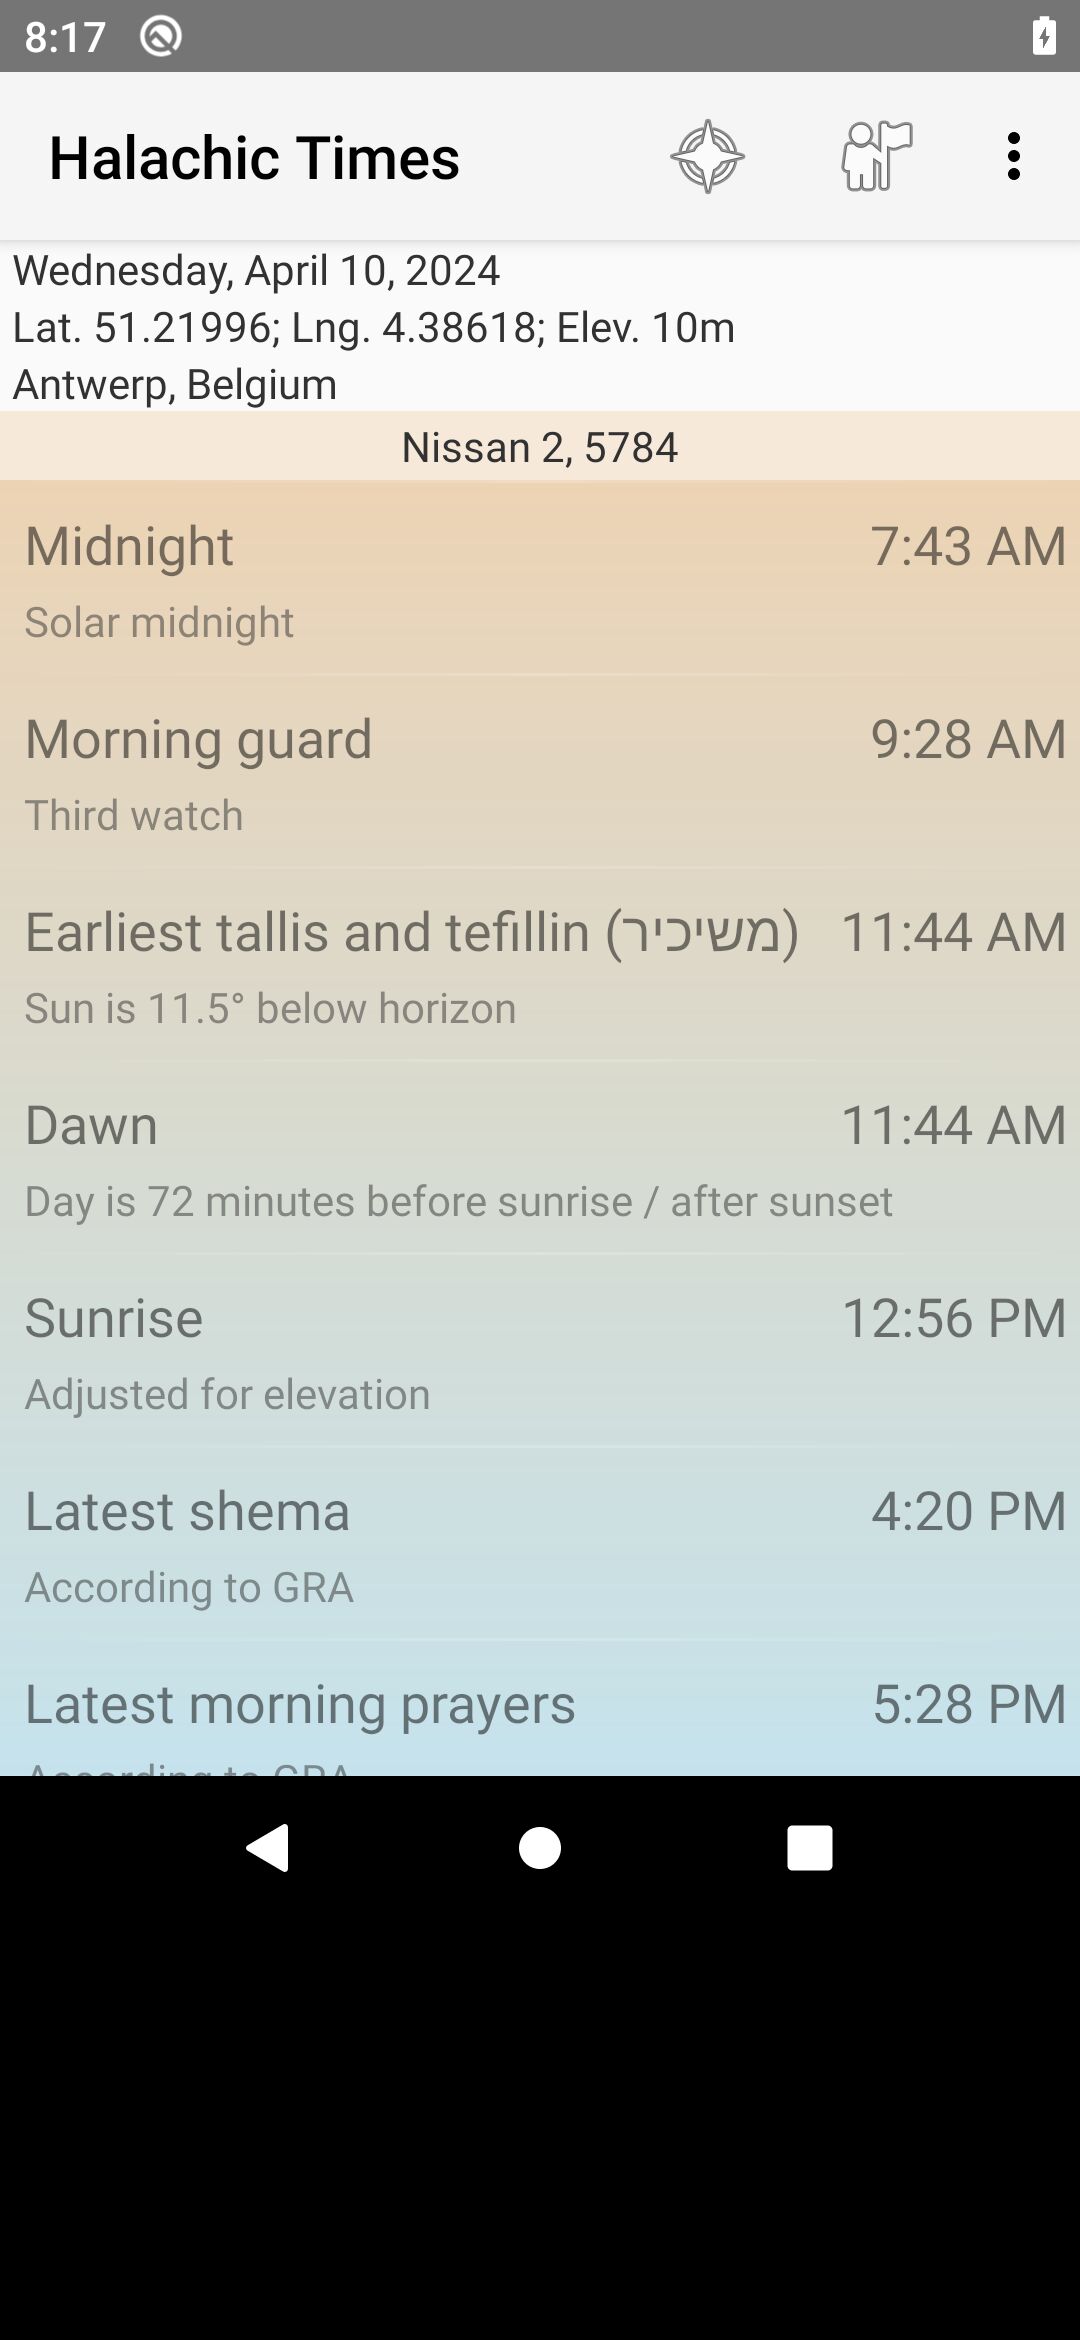 8:17
Halachic Times
Wednesday, April 10, 2024
Lat. 51.21996; Lng. 4.38618; Elev. 10m
Antwerp, Belgium
Nissan 2, 5784
Midnight 7:43 AM
Solar midnight
Morning guard 9:28 AM
Third watch
Earliest tallis and tefillin (משיכיר) 11:44 AM
Sun is 11.5° below horizon
Dawn 11:44 AM
Day is 72 minutes before sunrise / after sunset
Sunrise 12:56 PM
Adjusted for elevation
Latest shema 4:20 PM
According to GRA
Latest morning prayers 5:28 PM
According to GRA